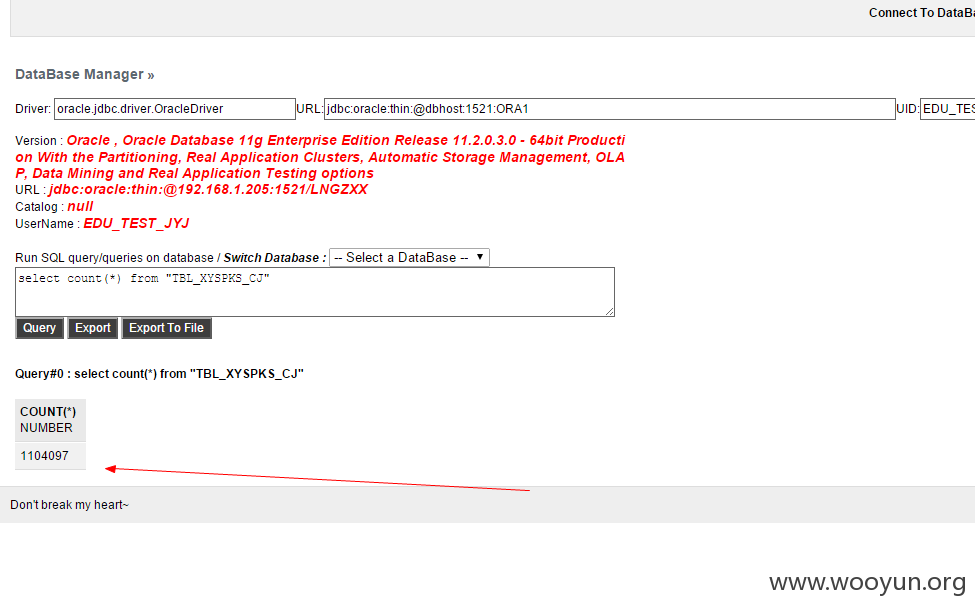 Connect To DataBa
DataBase Manager »
Driver: oracle.jdbc.driver.OracleDriver URL: jdbc:oracle:thin:@dbhost:1521:ORA1 UID: EDU_TES
Version : Oracle , Oracle Database 11g Enterprise Edition Release 11.2.0.3.0 - 64bit Producti
on With the Partitioning, Real Application Clusters, Automatic Storage Management, OLA
P, Data Mining and Real Application Testing options
URL : jdbc:oracle:thin:@192.168.1.205:1521/LNGZXX
Catalog : null
UserName : EDU_TEST_JYJ
Run SQL query/queries on database / Switch Database : -- Select a DataBase --
select count(*) from "TBL_XYSPKS_CJ"
Query Export Export To File
Query#0 : select count(*) from "TBL_XYSPKS_CJ"
COUNT(*)
NUMBER
1104097
Don't break my heart~
www.wooyun.org